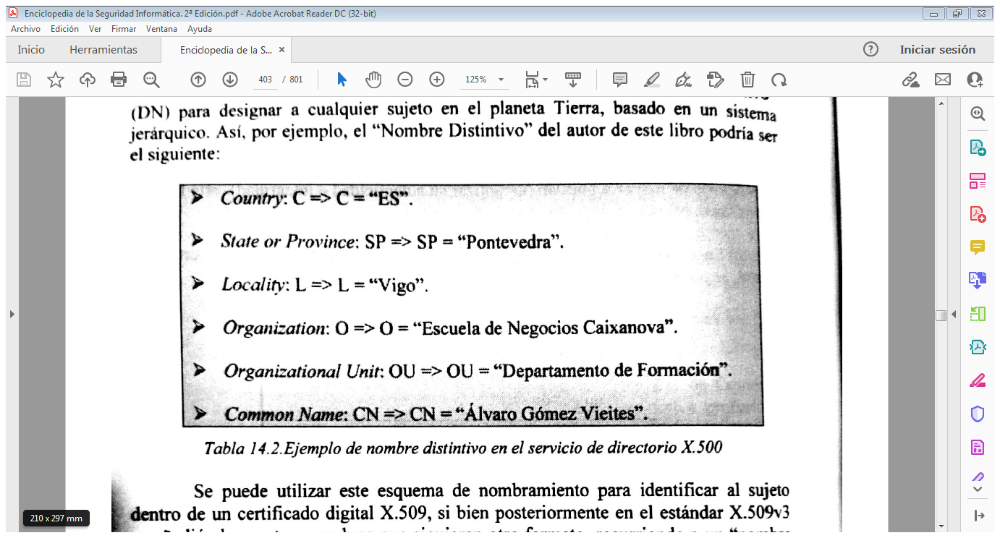 Enciclopedia de la Seguridad Informática. 2ª Edición.pdf - Adobe Acrobat Reader DC (32-bit)
Archivo Edición Ver Firmar Ventana Ayuda
Inicio Herramientas Enciclopedia de la S... × Iniciar sesión
403 / 801 125%
(DN) para designar a cualquier sujeto en el planeta Tierra, basado en un sistema
jerárquico. Así, por ejemplo, el “Nombre Distintivo” del autor de este libro podría ser
el siguiente:
➤ Country: C => C = “ES”.
➤ State or Province: SP => SP = “Pontevedra”.
➤ Locality: L => L = “Vigo”.
➤ Organization: O => O = “Escuela de Negocios Caixanova”.
➤ Organizational Unit: OU => OU = “Departamento de Formación”.
➤ Common Name: CN => CN = “Álvaro Gómez Vieites”.
Tabla 14.2.Ejemplo de nombre distintivo en el servicio de directorio X.500
Se puede utilizar este esquema de nombramiento para identificar al sujeto
dentro de un certificado digital X.509, si bien posteriormente en el estándar X.509v3
210 x 297 mm